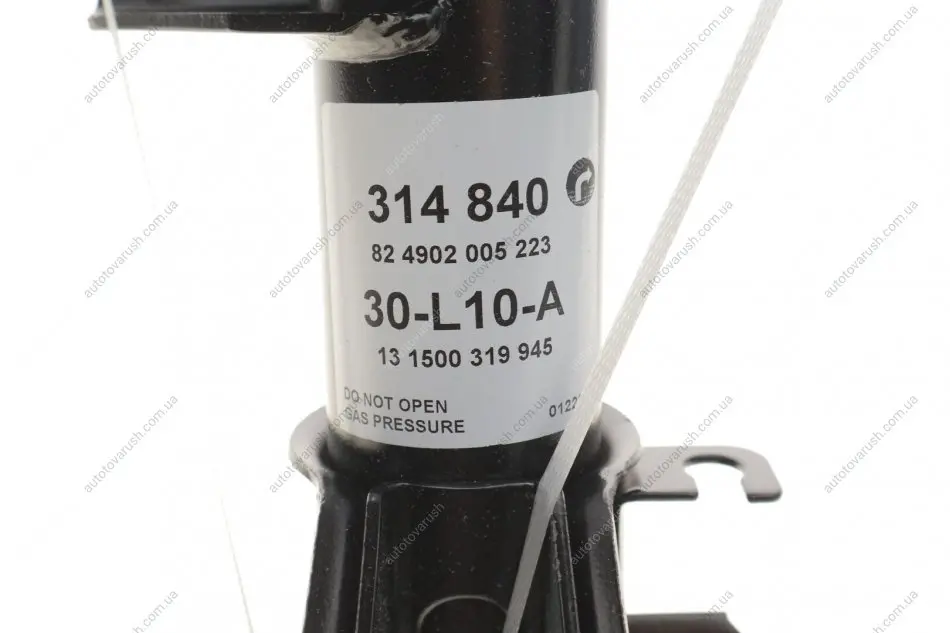 314 840
82 4902 005 223
30-L10-A
13 1500 319 945
DO NOT OPEN
GAS PRESSURE
autotovarush.com.ua